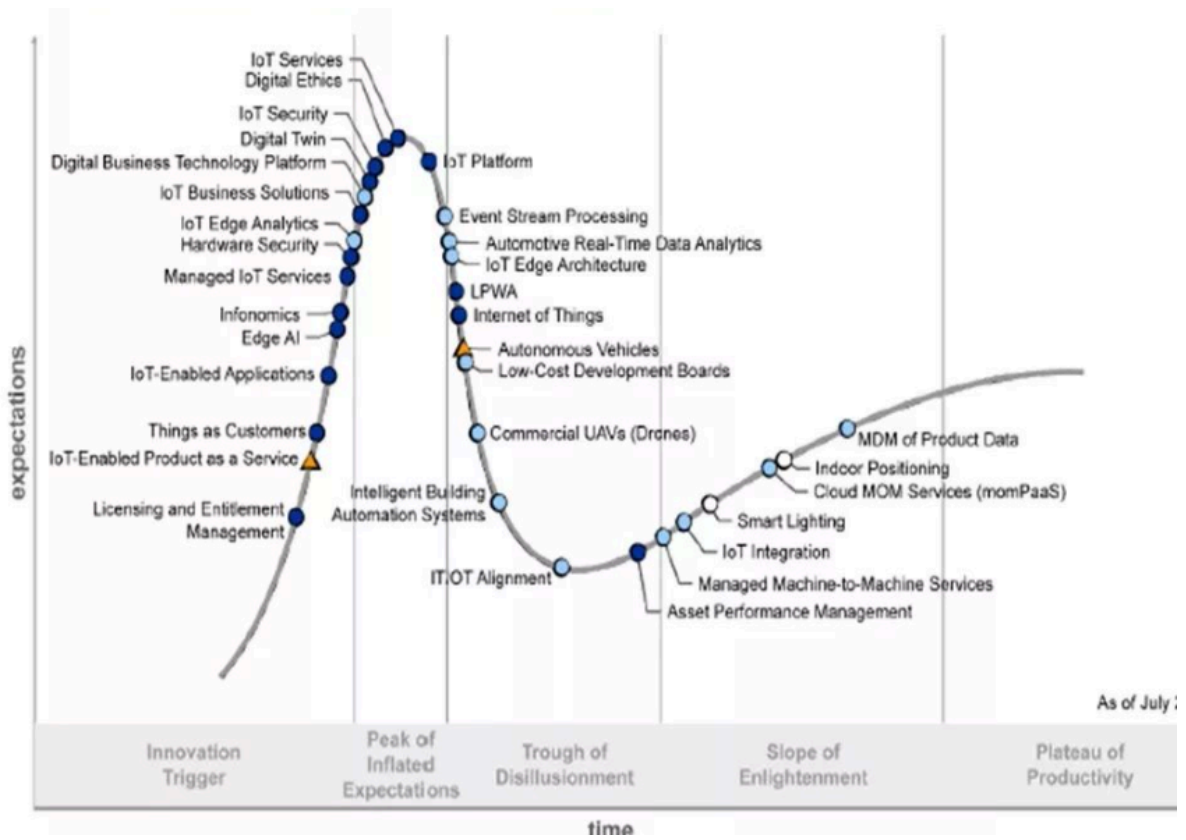 IoT Services
Digital Ethics
IoT Security
Digital Twin
Digital Business Technology Platform
IoT Business Solutions
IoT Edge Analytics
Hardware Security
Managed IoT Services
Infonomics
Edge AI
IoT-Enabled Applications
Things as Customers
IoT-Enabled Product as a Service
Licensing and Entitlement
Management
IoT Platform
Event Stream Processing
Automotive Real-Time Data Analytics
IoT Edge Architecture
LPWA
Internet of Things
Autonomous Vehicles
Low-Cost Development Boards
Commercial UAVs (Drones)
Intelligent Building
Automation Systems
IT/OT Alignment
MDM of Product Data
Indoor Positioning
Cloud MOM Services (momPaaS)
Smart Lighting
IoT Integration
Managed Machine-to-Machine Services
Asset Performance Management
expectations
As of July
Innovation
Trigger
Peak of
Inflated
Expectations
Trough of
Disillusionment
Slope of
Enlightenment
Plateau of
Productivity
time